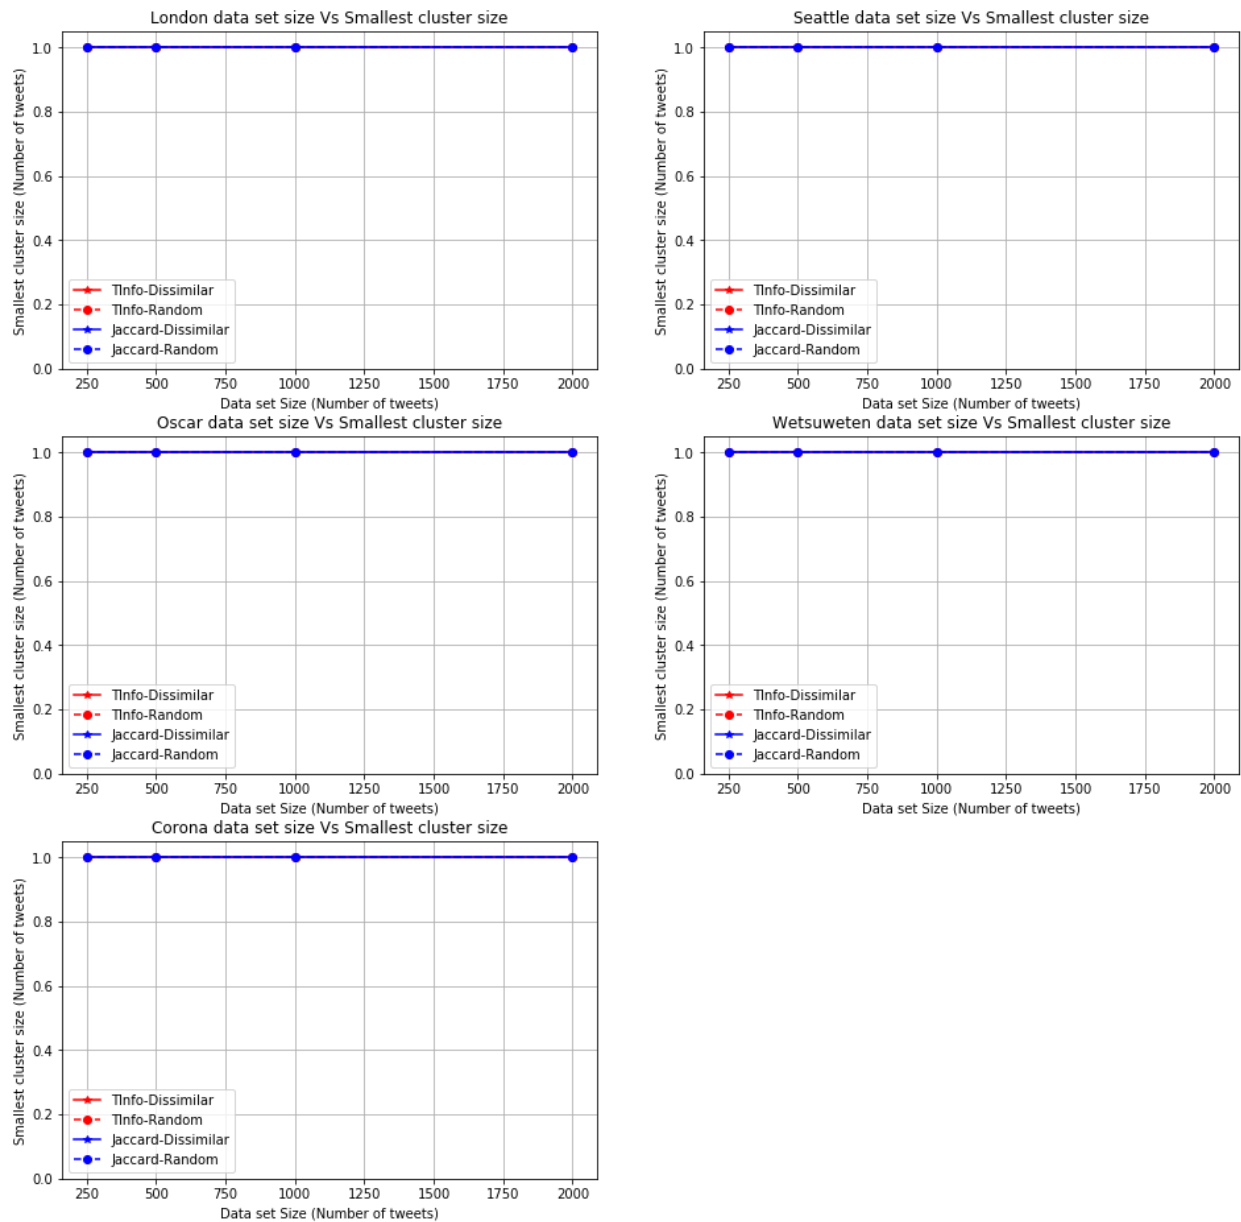 London data set size Vs Smallest cluster size
Smallest cluster size (Number of tweets)
1.0
0.8
0.6
0.4
0.2
0.0
TInfo-Dissimilar
TInfo-Random
Jaccard-Dissimilar
Jaccard-Random
250 500 750 1000 1250 1500 1750 2000
Data set Size (Number of tweets)
Seattle data set size Vs Smallest cluster size
Smallest cluster size (Number of tweets)
1.0
0.8
0.6
0.4
0.2
0.0
TInfo-Dissimilar
TInfo-Random
Jaccard-Dissimilar
Jaccard-Random
250 500 750 1000 1250 1500 1750 2000
Data set Size (Number of tweets)
Oscar data set size Vs Smallest cluster size
Smallest cluster size (Number of tweets)
1.0
0.8
0.6
0.4
0.2
0.0
TInfo-Dissimilar
TInfo-Random
Jaccard-Dissimilar
Jaccard-Random
250 500 750 1000 1250 1500 1750 2000
Data set Size (Number of tweets)
Wetsuweten data set size Vs Smallest cluster size
Smallest cluster size (Number of tweets)
1.0
0.8
0.6
0.4
0.2
0.0
TInfo-Dissimilar
TInfo-Random
Jaccard-Dissimilar
Jaccard-Random
250 500 750 1000 1250 1500 1750 2000
Data set Size (Number of tweets)
Corona data set size Vs Smallest cluster size
Smallest cluster size (Number of tweets)
1.0
0.8
0.6
0.4
0.2
0.0
TInfo-Dissimilar
TInfo-Random
Jaccard-Dissimilar
Jaccard-Random
250 500 750 1000 1250 1500 1750 2000
Data set Size (Number of tweets)